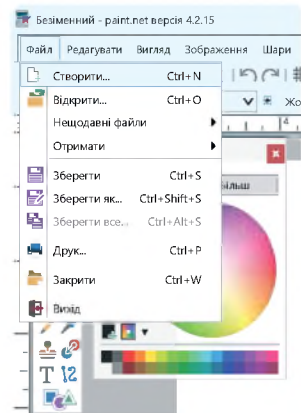 Безіменний - paint.net версія 4.2.15
Файл Редагувати Вигляд Зображення Шари
Створити... Ctrl+N
Відкрити... Ctrl+O
Нещодавні файли
Отримати
Зберегти Ctrl+S
Зберегти як... Ctrl+Shift+S
Зберегти все... Ctrl+Alt+S
Друк... Ctrl+P
Закрити Ctrl+W
Вихід